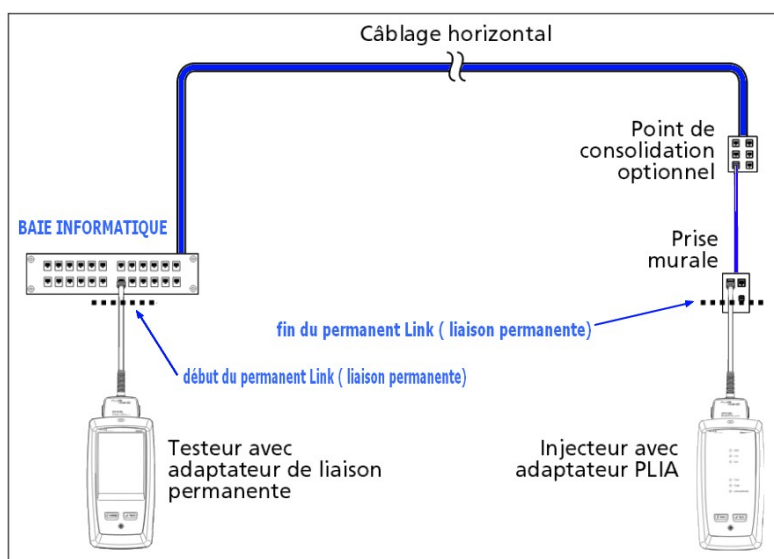 Câblage horizontal
Point de
consolidation
optionnel
BAIE INFORMATIQUE
Prise
murale
fin du permanent Link ( liaison permanente)
début du permanent Link ( liaison permanente)
Testeur avec
adaptateur de liaison
permanente
Injecteur avec
adaptateur PLIA